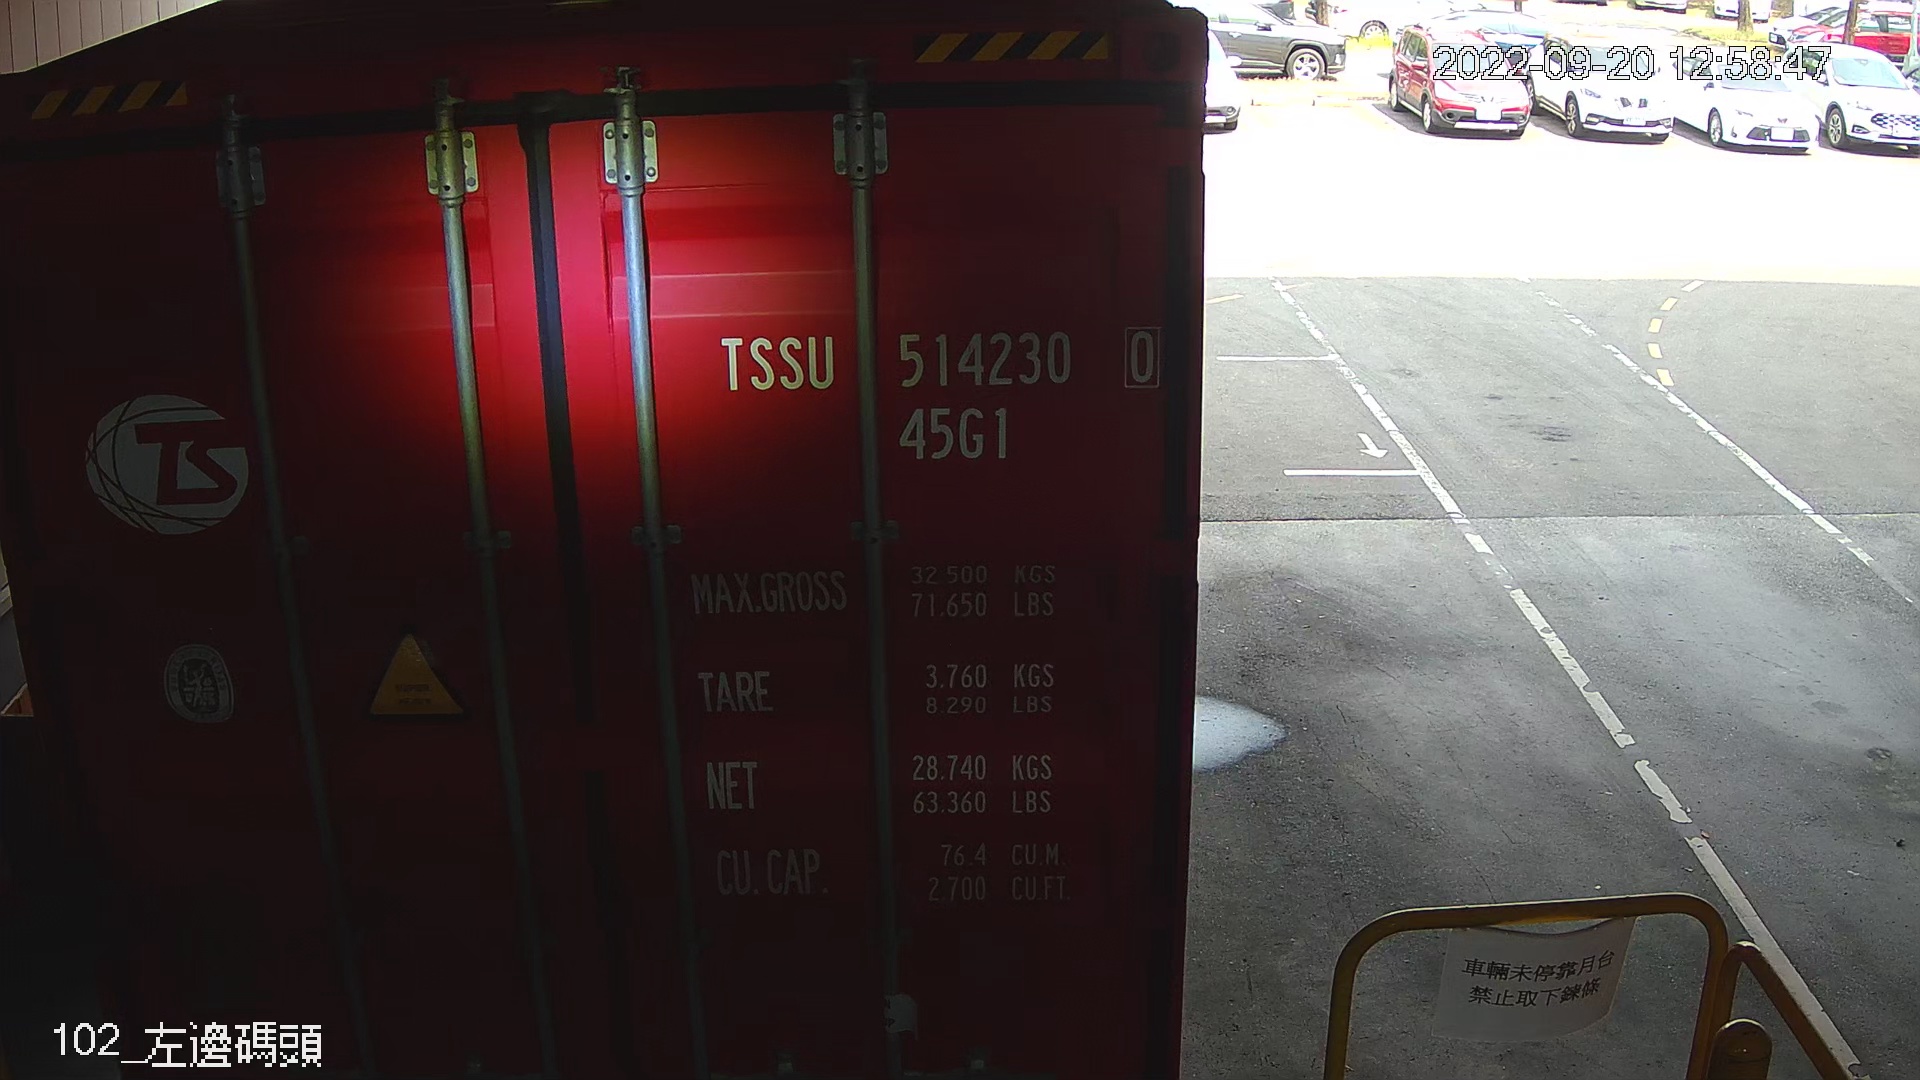 2022-09-20 12:58:47
TSSU 514230 0
45G1
TS
MAX.GROSS 32 500 KGS
71.650 LBS
TARE 3.760 KGS
8.290 LBS
NET 28.740 KGS
63.360 LBS
CU. CAP. 76.4 CU.M.
2.700 CU.FT.
車輛未停靠月台
禁止取下鍊條
102_左邊碼頭